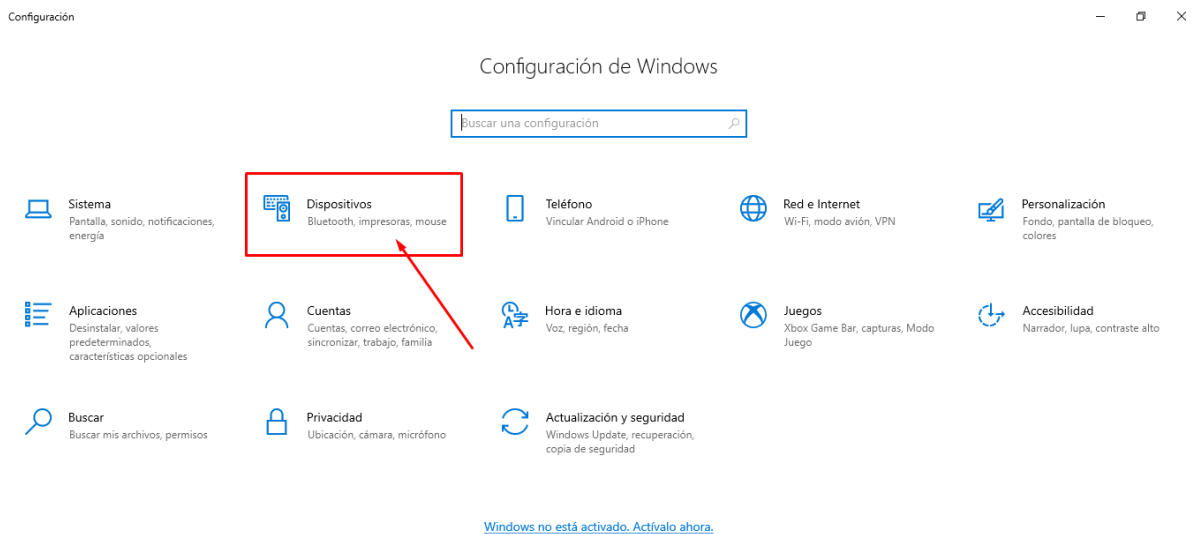 Configuración
Configuración de Windows
Buscar una configuración
Sistema
Pantalla, sonido, notificaciones,
energía
Dispositivos
Bluetooth, impresoras, mouse
Teléfono
Vincular Android o iPhone
Red e Internet
Wi-Fi, modo avión, VPN
Personalización
Fondo, pantalla de bloqueo,
colores
Aplicaciones
Desinstalar, valores
predeterminados,
características opcionales
Cuentas
Cuentas, correo electrónico,
sincronizar, trabajo, familia
Hora e idioma
Voz, región, fecha
Juegos
Xbox Game Bar, capturas, Modo
Juego
Accesibilidad
Narrador, lupa, contraste alto
Buscar
Buscar mis archivos, permisos
Privacidad
Ubicación, cámara, micrófono
Actualización y seguridad
Windows Update, recuperación,
copia de seguridad
Windows no está activado. Actívalo ahora.